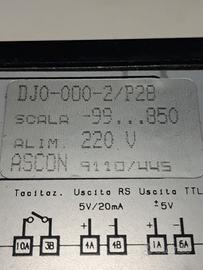 DJ0-000-2/P2B
SCALA -99...850
ALIM. 220 V
ASCON 9110/445
Tacitaz. Uscita RS Uscita TTL
5V/20mA ±5V
10A 3B 4A 4B 1A 6A